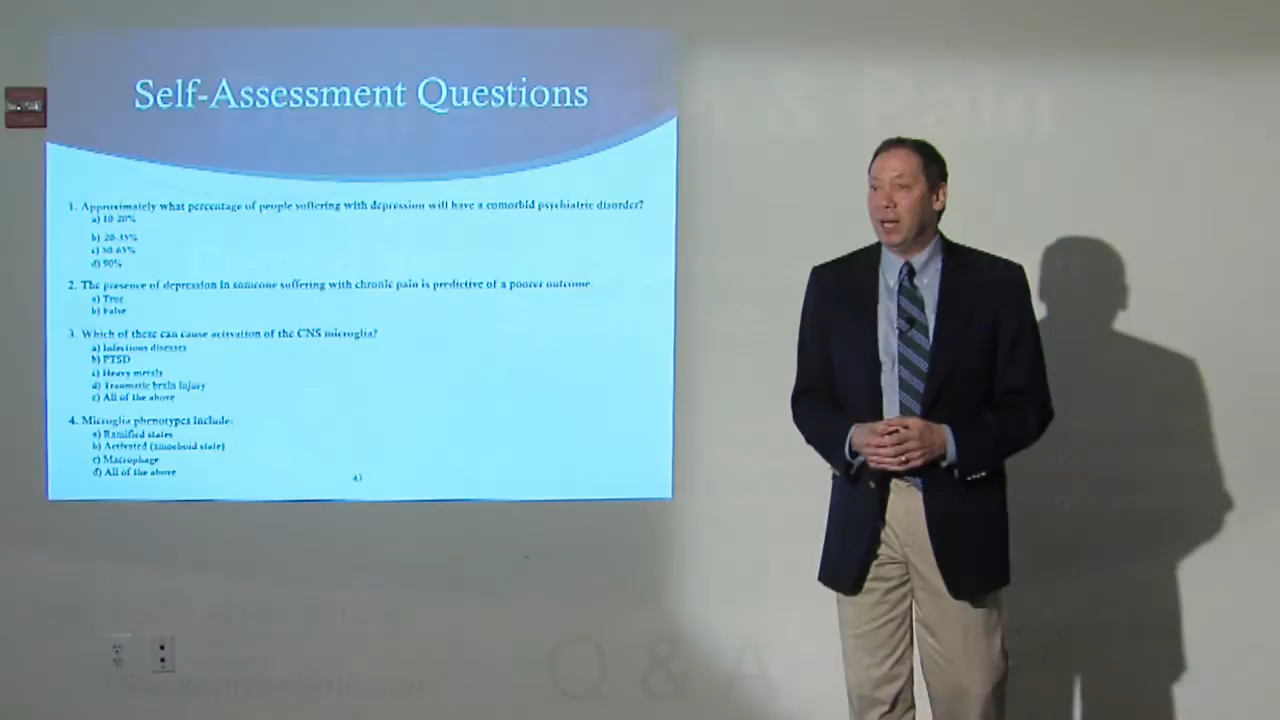 Self-Assessment Questions
& Pain
1. Approximately what percentage of people suffering with depression will have a comorbid psychiatric disorder?
a) 10-20%
b) 20-35%
c) 50-65%
d) 90%
2. The presence of depression in someone suffering with chronic pain is predictive of a poorer outcome.
a) True
b) False
3. Which of these can cause activation of the CNS microglia?
a) Infectious diseases
b) PTSD
c) Heavy metals
d) Traumatic brain injury
e) All of the above
4. Microglia phenotypes include:
a) Ramified states
b) Activated (amoeboid state)
c) Macrophage
d) All of the above
43
Q & A